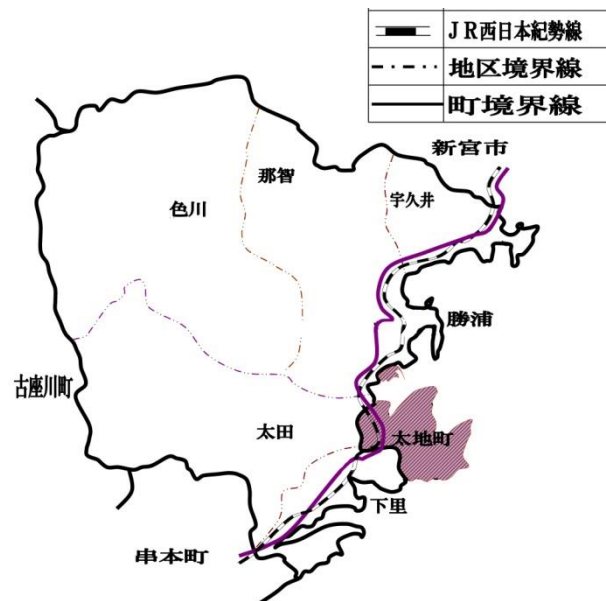 JR西日本紀勢線
地区境界線
町境界線
新宮市
那智
宇久井
色川
勝浦
古座川町
太田
太地町
下里
串本町